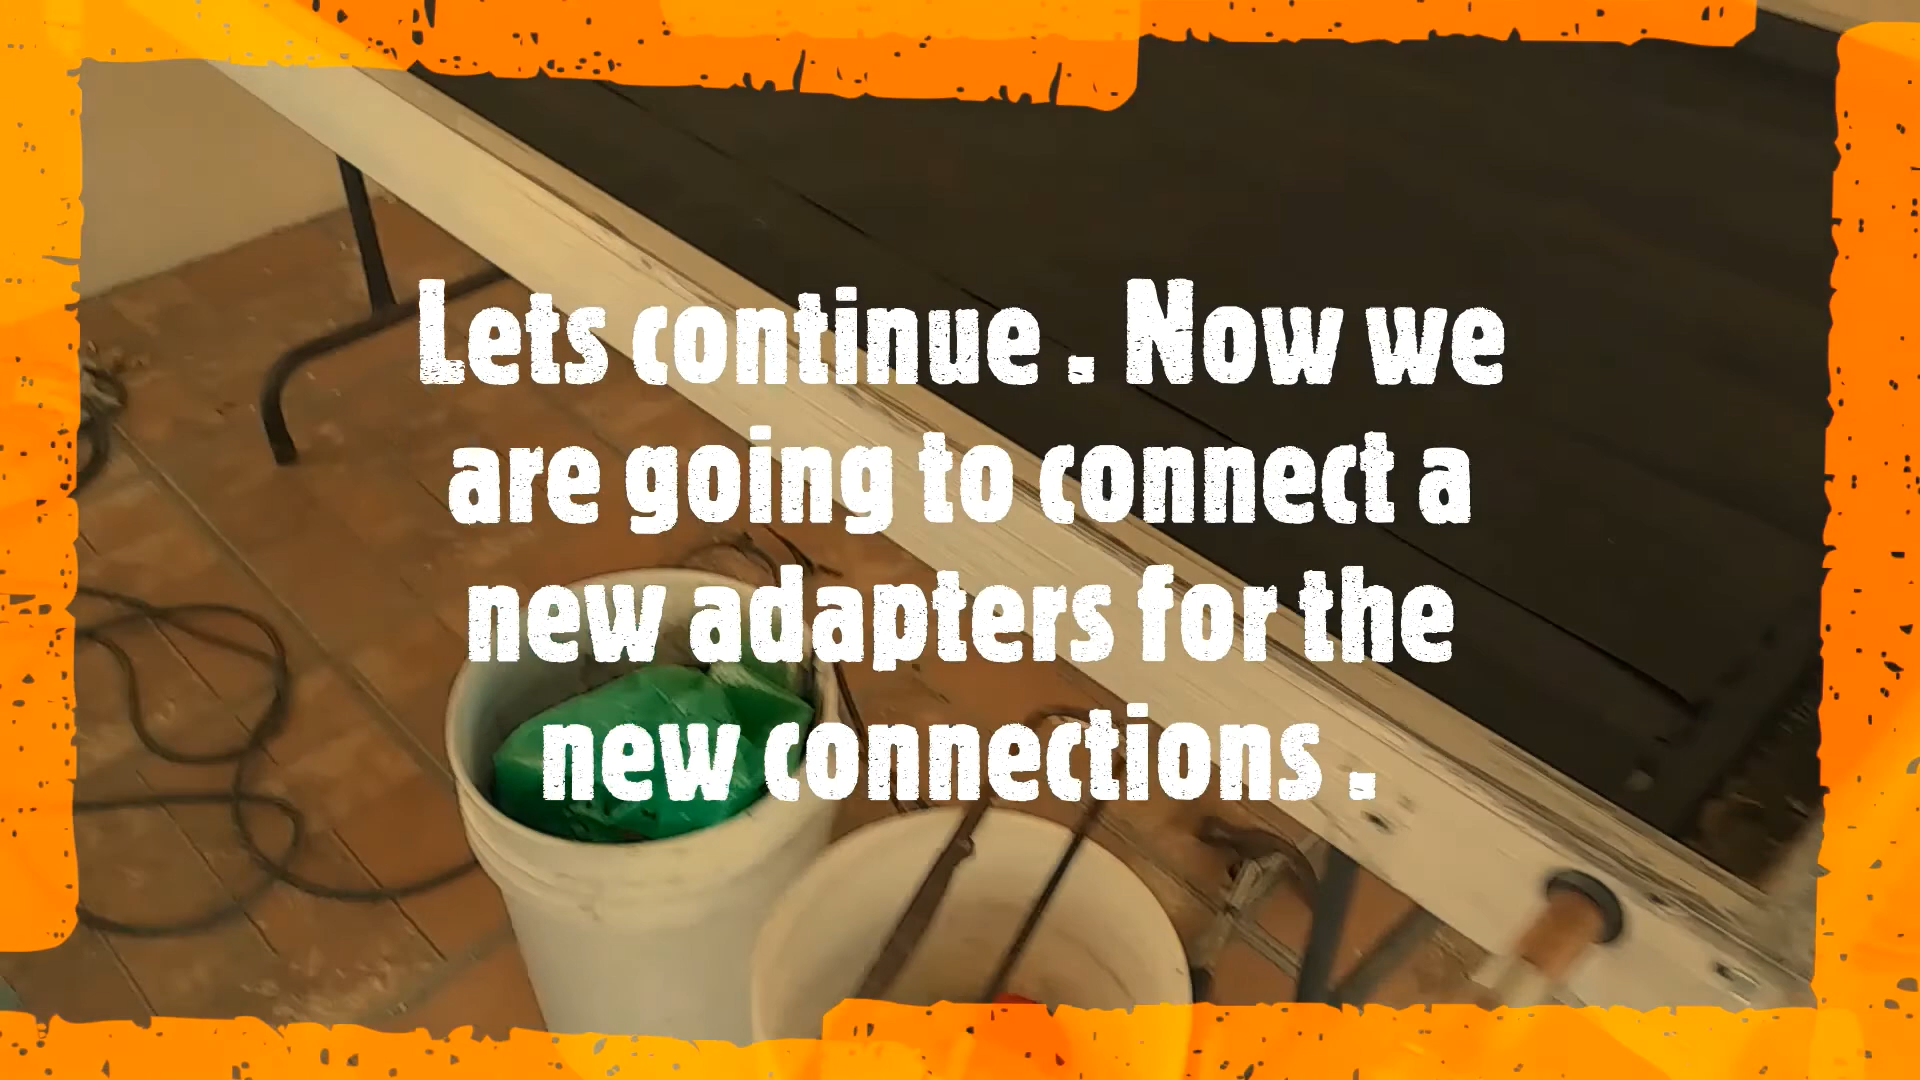 Lets continue . Now we
are going to connect a
new adapters for the
new connections .